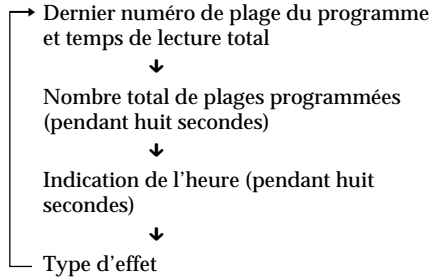 Dernier numéro de plage du programme
et temps de lecture total
Nombre total de plages programmées
(pendant huit secondes)
Indication de l’heure (pendant huit
secondes)
Type d’effet